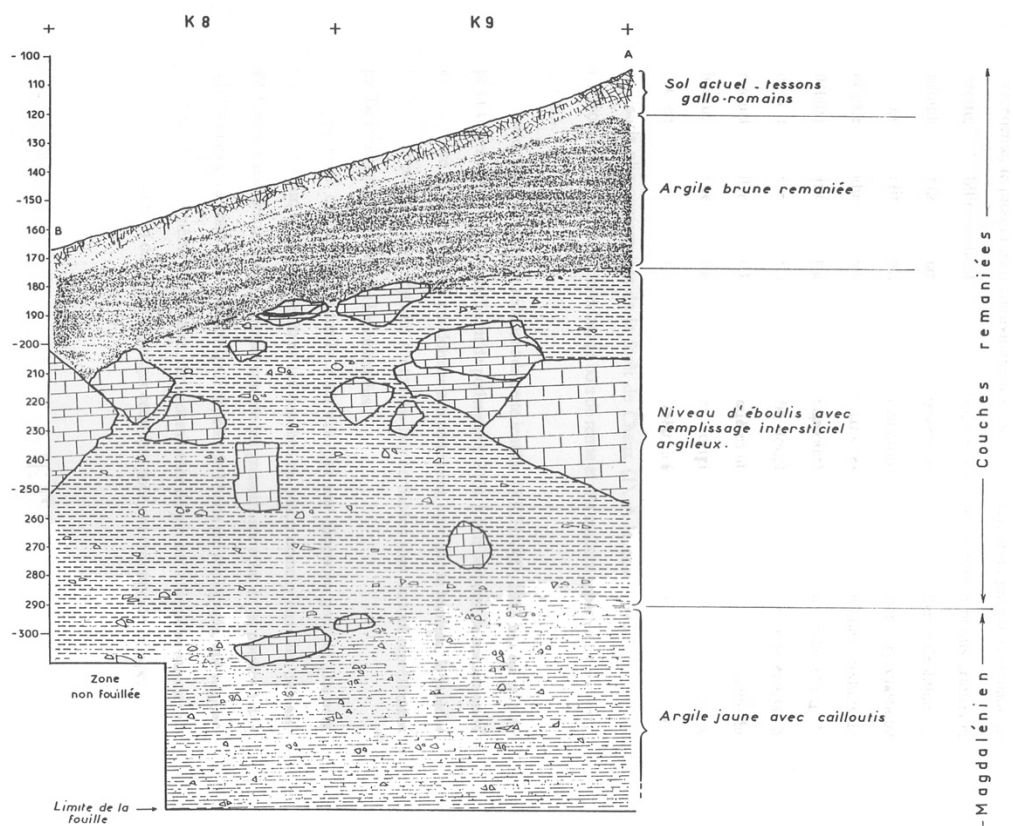 K 8
K 9
A
- 100
110
120
130
140
- 150
160
170
180
190
- 200
210
220
230
240
- 250
260
270
280
290
- 300
B
Sol actuel - tessons
gallo-romains
Argile brune remaniée
Niveau d'éboulis avec
remplissage intersticiel
argileux.
Argile jaune avec cailloutis
Couches remaniées
Magdalénien
Zone
non fouillée
Limite de la
fouille